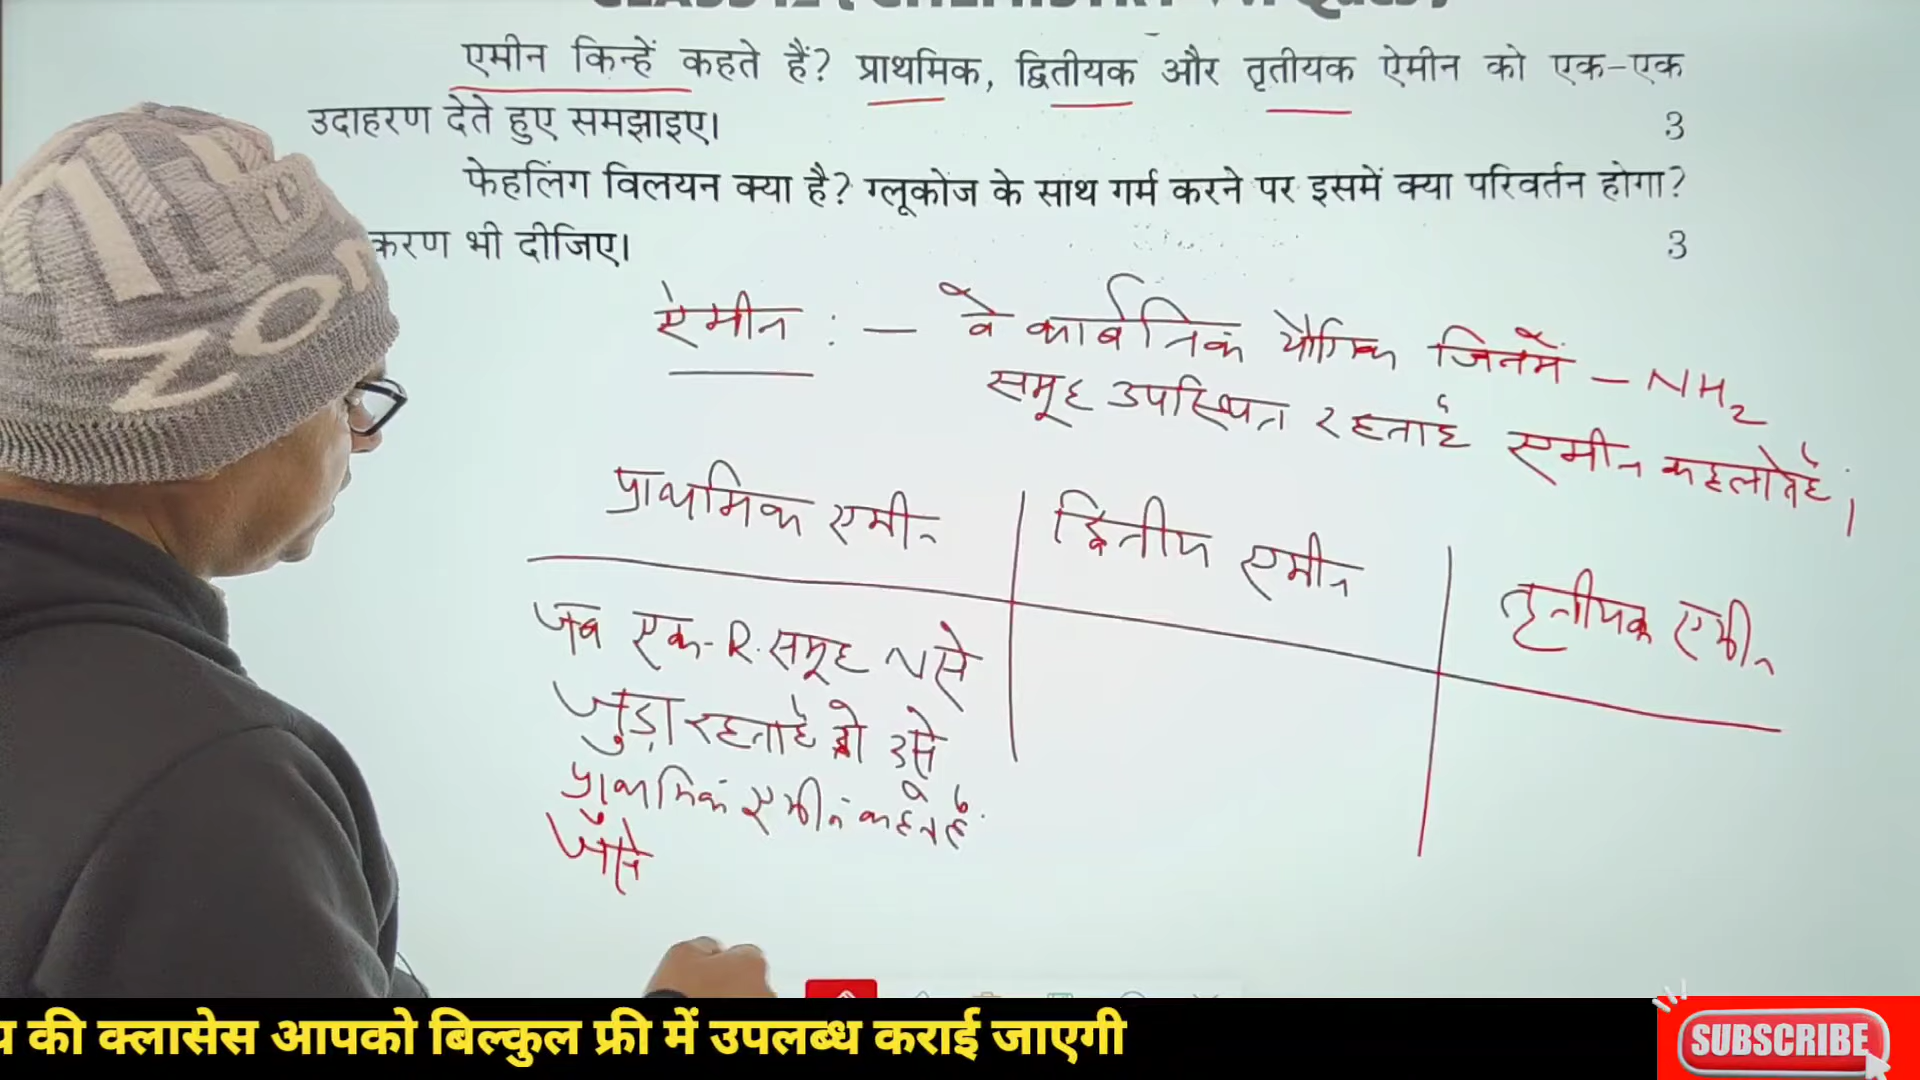 एमीन किन्हें कहते हैं? प्राथमिक, द्वितीयक और तृतीयक ऐमीन को एक-एक
उदाहरण देते हुए समझाइए। 3
फेहलिंग विलयन क्या है? ग्लूकोज के साथ गर्म करने पर इसमें क्या परिवर्तन होगा?
करण भी दीजिए। 3
ऐमीन :- वे कार्बनिक यौगिक जिनमें - NH2
समूह उपस्थित रहता है एमीन कहलाते हैं।
प्राथमिक एमीन
द्वितीय एमीन
तृतीयक एमीन
जब एक -R समूह N से
जुड़ा रहता है तो उसे
प्राथमिक एमीन कहते हैं
जैसे
य की क्लासेस आपको बिल्कुल फ्री में उपलब्ध कराई जाएगी
SUBSCRIBE